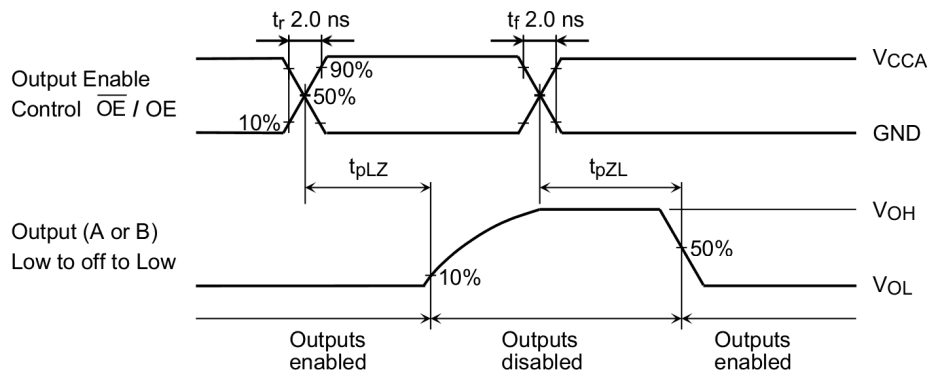 tr 2.0 ns
tf 2.0 ns
Output Enable
Control OE / OE
90%
50%
10%
VCCA
GND
tpLZ
tpZL
Output (A or B)
Low to off to Low
10%
50%
VOH
VOL
Outputs
enabled
Outputs
disabled
Outputs
enabled